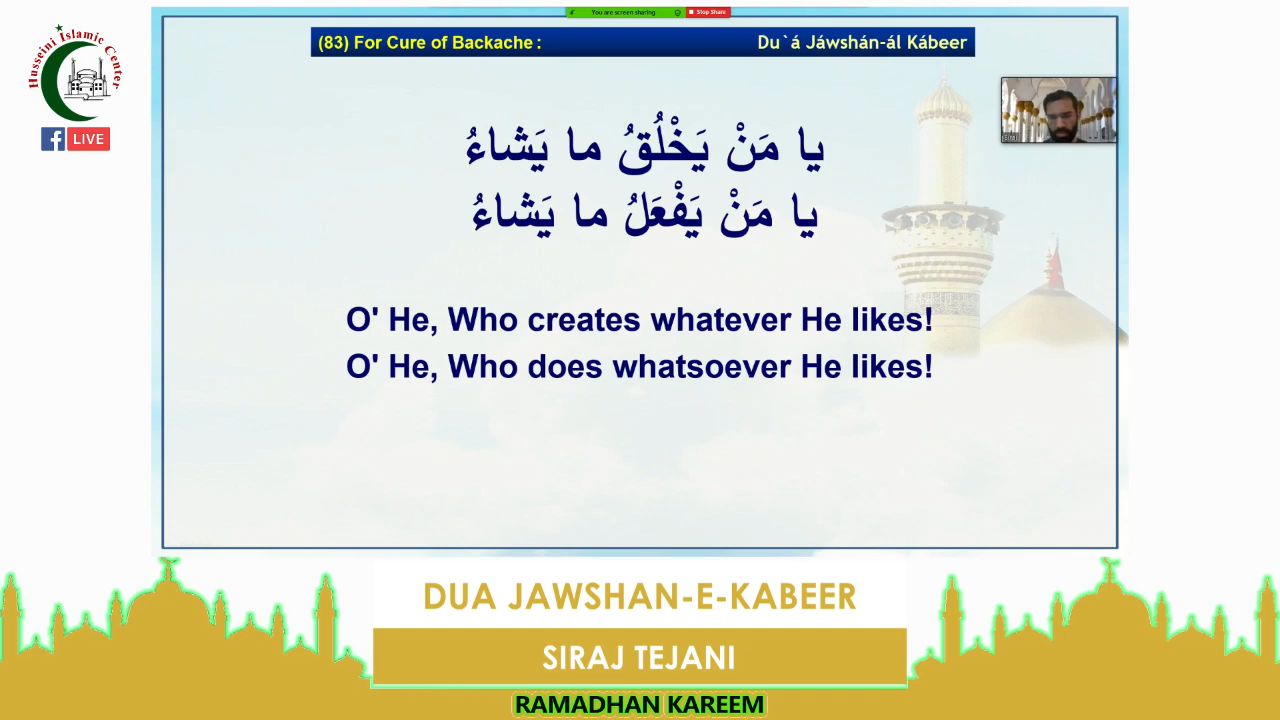 You are screen sharing
Stop Share
Husseini Islamic Center
LIVE
(83) For Cure of Backache :
Du`á Jáwshán-ál Kábeer
Siraj
يا مَنْ يَخْلُقُ ما يَشاءُ
يا مَنْ يَفْعَلُ ما يَشاءُ
O' He, Who creates whatever He likes!
O' He, Who does whatsoever He likes!
DUA JAWSHAN-E-KABEER
SIRAJ TEJANI
RAMADHAN KAREEM